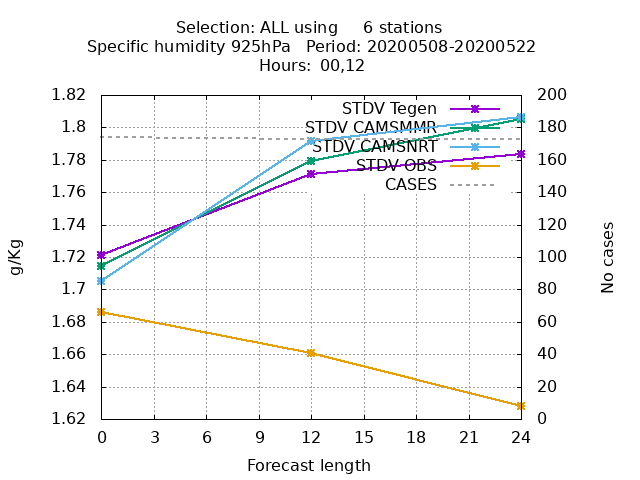 Selection: ALL using     6 stations
Specific humidity 925hPa   Period: 20200508-20200522
Hours: 00,12
1.82
1.8
1.78
1.76
1.74
1.72
1.7
1.68
1.66
1.64
1.62
g/Kg
STDV Tegen
STDV CAMSMMR
STDV CAMSNRT
STDV OBS
CASES
200
180
160
140
120
100
80
60
40
20
0
No cases
0 3 6 9 12 15 18 21 24
Forecast length